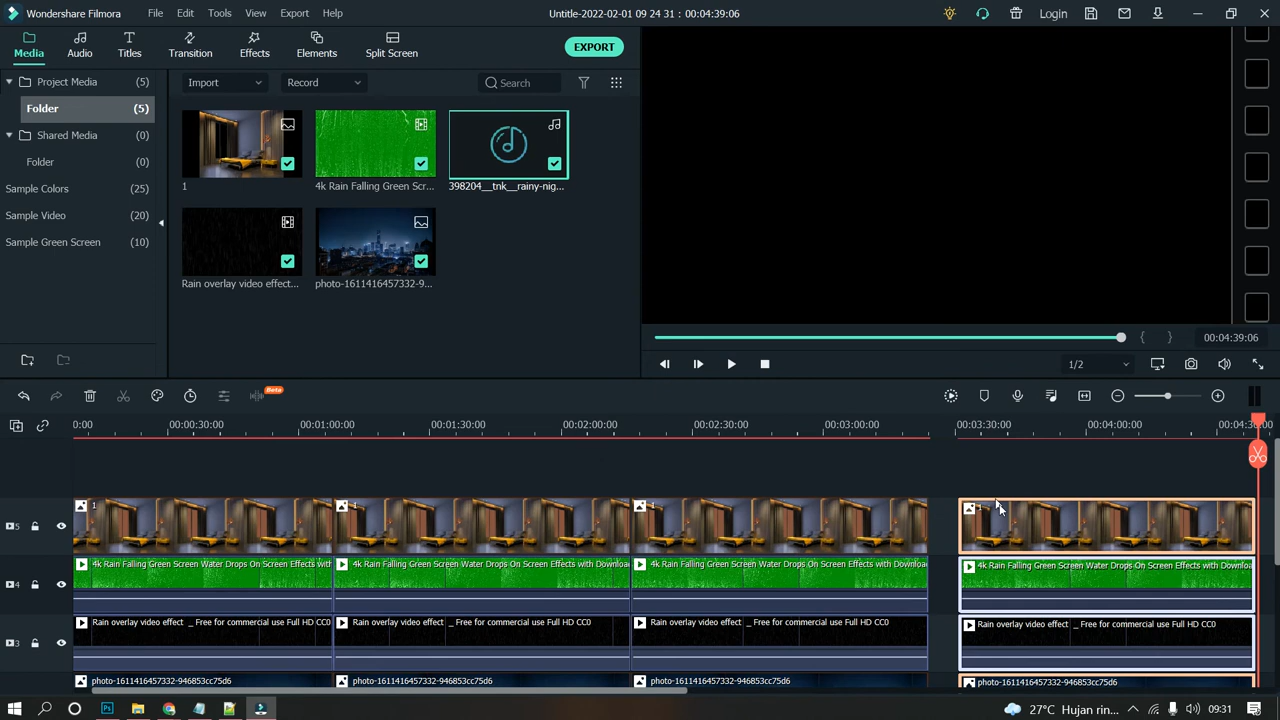 Wondershare Filmora File Edit Tools View Export Help Untitle-2022-02-01 09 24 31 : 00:04:39:06 Login
Media Audio Titles Transition Effects Elements Split Screen EXPORT
Project Media (5) Import Record Search
Folder (5)
Shared Media (0)
Folder (0)
Sample Colors (25)
Sample Video (20)
Sample Green Screen (10)
1 4k Rain Falling Green Scr... 398204__tnk__rainy-nig...
Rain overlay video effect... photo-1611416457332-9...
00:04:39:06
1/2
Beta
0:00 00:00:30:00 00:01:00:00 00:01:30:00 00:02:00:00 00:02:30:00 00:03:00:00 00:03:30:00 00:04:00:00 00:04:30:00
5 1 1 1 1
4 4k Rain Falling Green Screen Water Drops On Screen Effects with 4k Rain Falling Green Screen Water Drops On Screen Effects with Downloa 4k Rain Falling Green Screen Water Drops On Screen Effects with Downloa 4k Rain Falling Green Screen Water Drops On Screen Effects with Downloa
3 Rain overlay video effect _ Free for commercial use Full HD CC0 Rain overlay video effect _ Free for commercial use Full HD CC0 Rain overlay video effect _ Free for commercial use Full HD CC0 Rain overlay video effect _ Free for commercial use Full HD CC0
photo-1611416457332-946853cc75d6 photo-1611416457332-946853cc75d6 photo-1611416457332-946853cc75d6 photo-1611416457332-946853cc75d6
Ps 27°C Hujan rin... 09:31